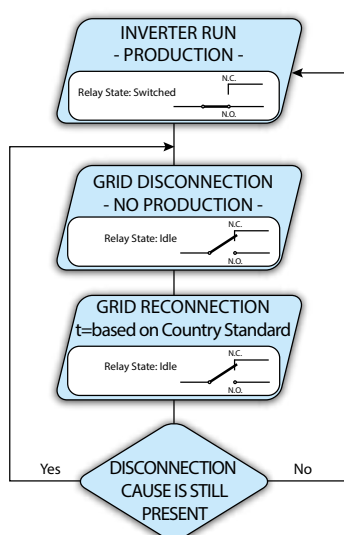 INVERTER RUN
- PRODUCTION -
N.C.
Relay State: Switched
N.O.
GRID DISCONNECTION
- NO PRODUCTION -
N.C.
Relay State: Idle
N.O.
GRID RECONNECTION
t=based on Country Standard
N.C.
Relay State: Idle
N.O.
Yes
DISCONNECTION
CAUSE IS STILL
PRESENT
No